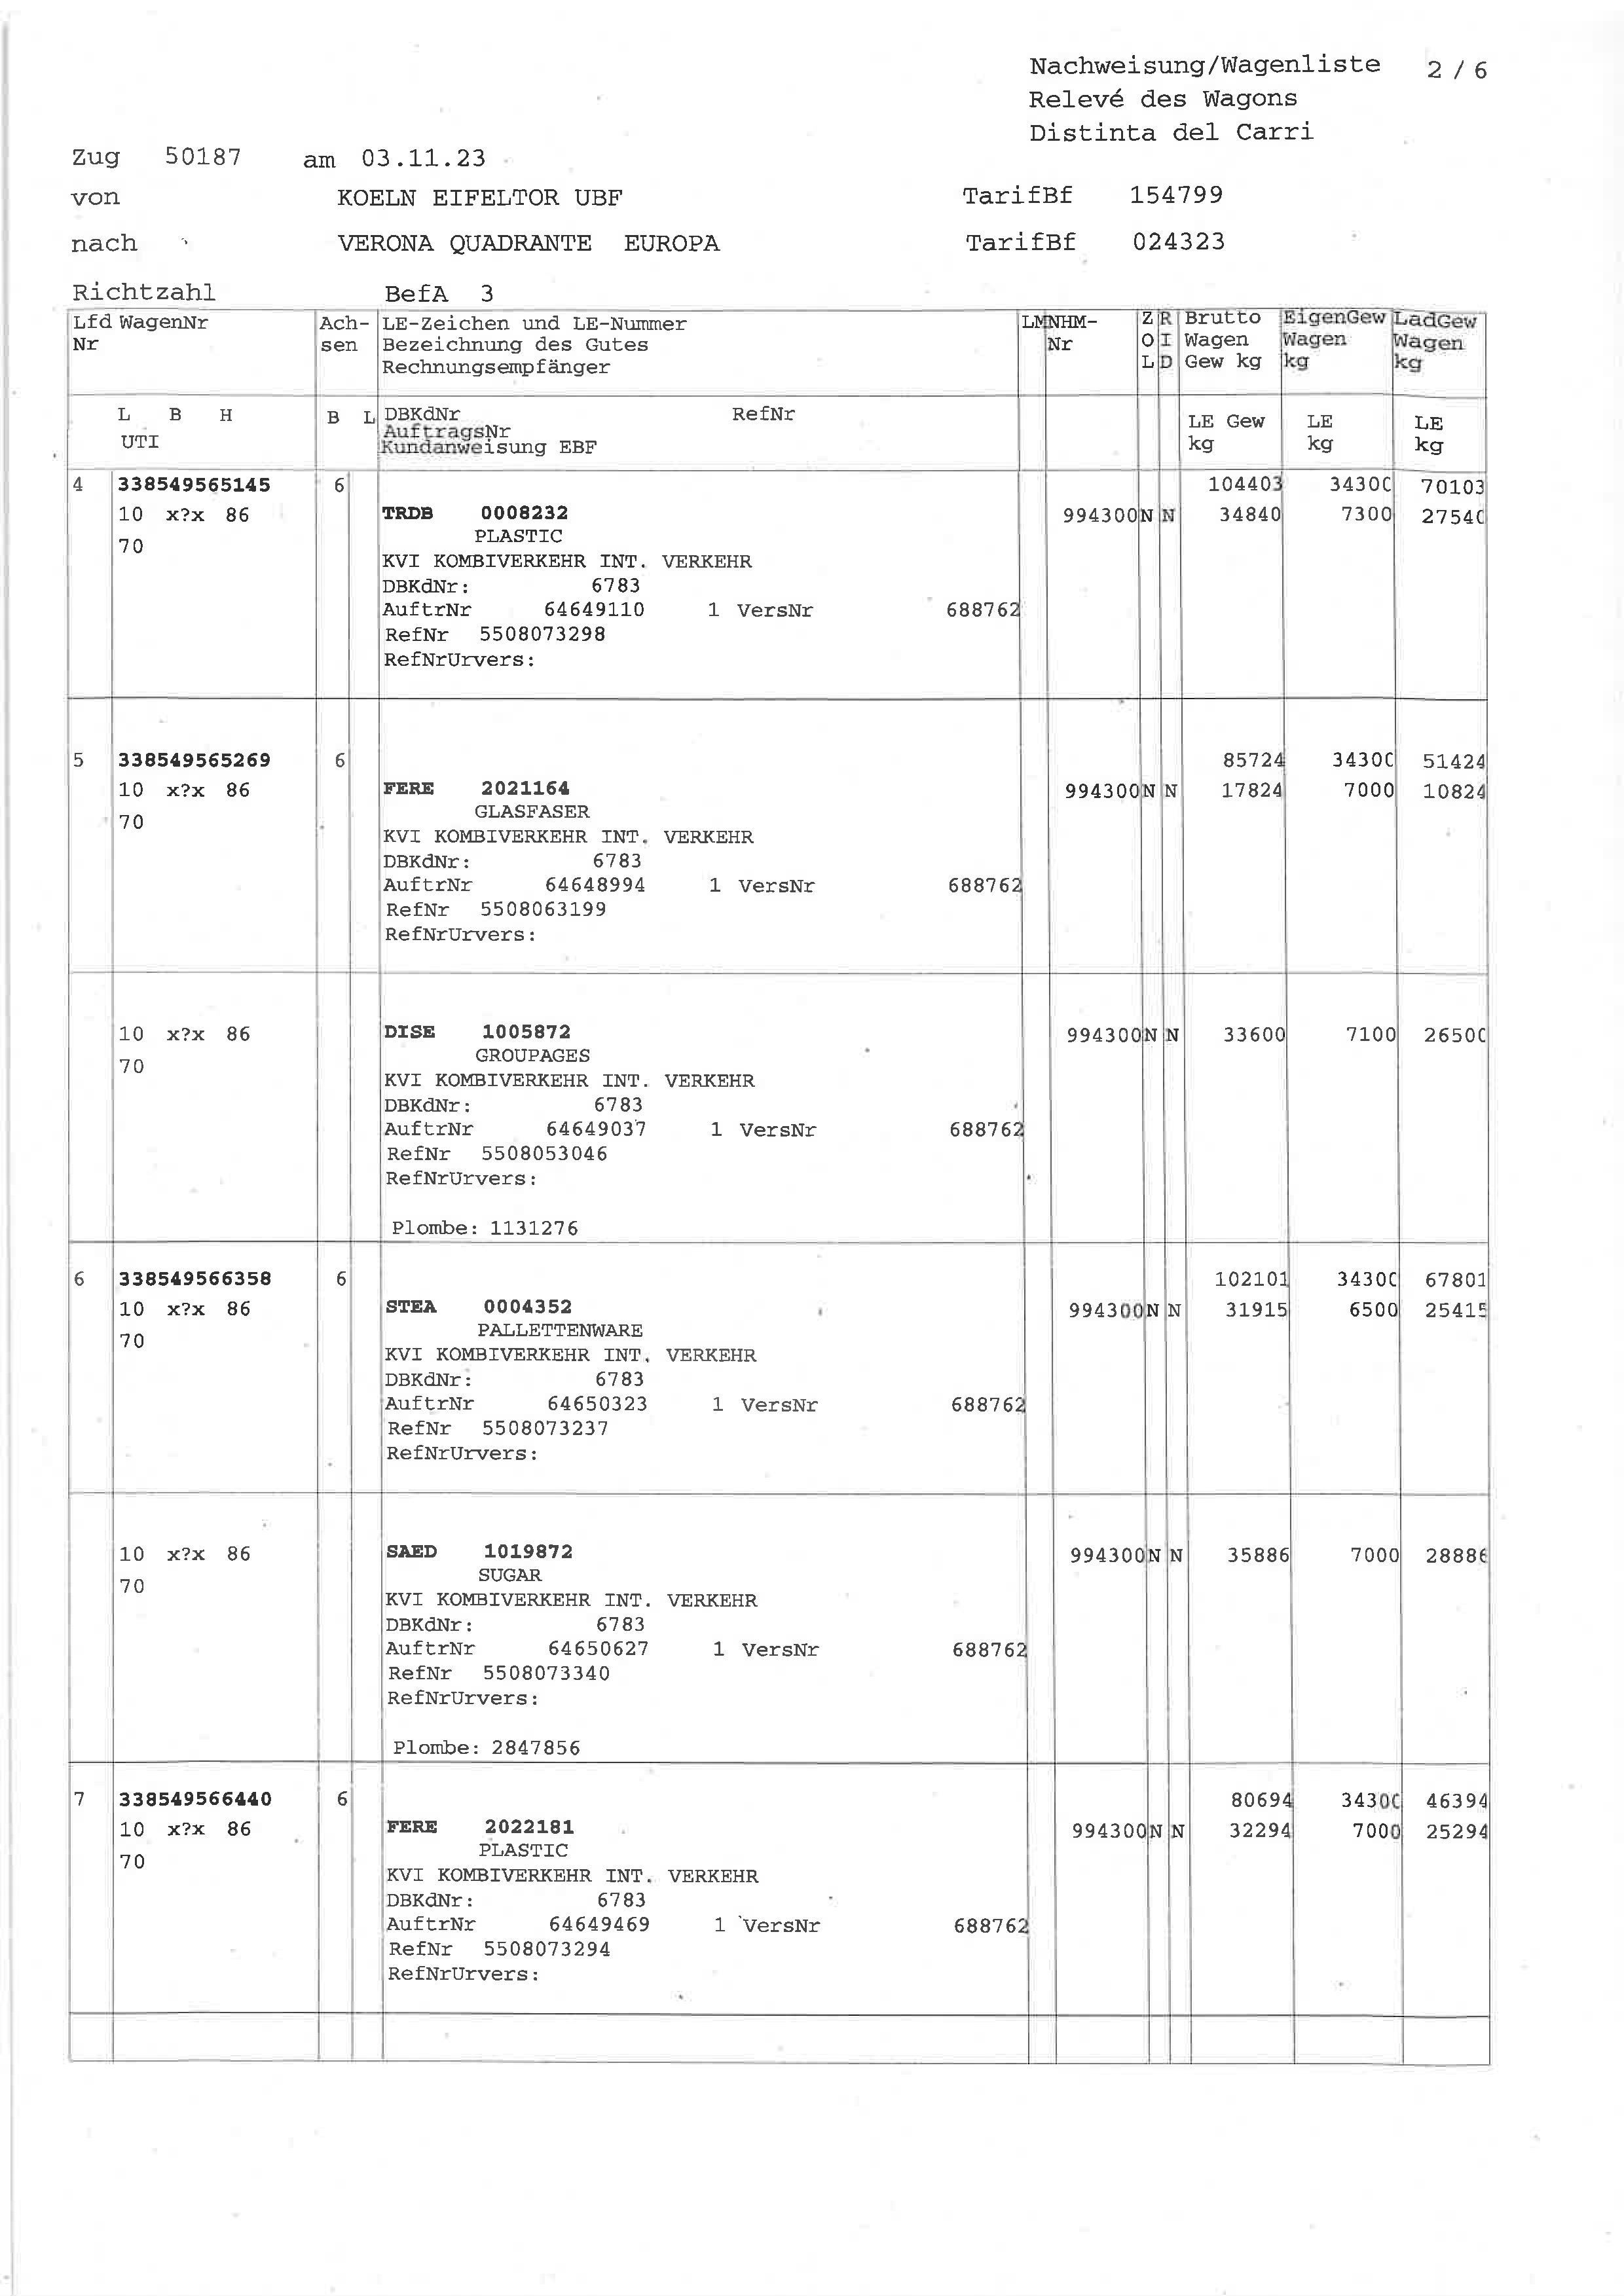 Nachweisung/Wagenliste 2 / 6
Relevé des Wagons
Distinta del Carri
Zug 50187 am 03.11.23
von KOELN EIFELTOR UBF TarifBf 154799
nach VERONA QUADRANTE EUROPA TarifBf 024323
Richtzahl BefA 3
Lfd WagenNr Ach- LE-Zeichen und LE-Nummer LM NHM- Z R Brutto EigenGew LadGew
Nr sen Bezeichnung des Gutes Nr O I Wagen Wagen Wagen
Rechnungsempfänger L D Gew kg kg kg
L B H B L DBKdNr RefNr LE Gew LE LE
UTI AuftragsNr kg kg kg
Kundanweisung EBF
4 338549565145 6 104403 34300 70103
10 x?x 86 TRDB 0008232 994300 N N 34840 7300 27540
70 PLASTIC
KVI KOMBIVERKEHR INT. VERKEHR
DBKdNr: 6783
AuftrNr 64649110 1 VersNr 688762
RefNr 5508073298
RefNrUrvers:
5 338549565269 6 85724 34300 51424
10 x?x 86 FERE 2021164 994300 N N 17824 7000 10824
70 GLASFASER
KVI KOMBIVERKEHR INT. VERKEHR
DBKdNr: 6783
AuftrNr 64648994 1 VersNr 688762
RefNr 5508063199
RefNrUrvers:
10 x?x 86 DISE 1005872 994300 N N 33600 7100 26500
70 GROUPAGES
KVI KOMBIVERKEHR INT. VERKEHR
DBKdNr: 6783
AuftrNr 64649037 1 VersNr 688762
RefNr 5508053046
RefNrUrvers:
Plombe: 1131276
6 338549566358 6 102101 34300 67801
10 x?x 86 STEA 0004352 994300 N N 31915 6500 25415
70 PALLETTENWARE
KVI KOMBIVERKEHR INT. VERKEHR
DBKdNr: 6783
AuftrNr 64650323 1 VersNr 688762
RefNr 5508073237
RefNrUrvers:
10 x?x 86 SAED 1019872 994300 N N 35886 7000 28886
70 SUGAR
KVI KOMBIVERKEHR INT. VERKEHR
DBKdNr: 6783
AuftrNr 64650627 1 VersNr 688762
RefNr 5508073340
RefNrUrvers:
Plombe: 2847856
7 338549566440 6 80694 34300 46394
10 x?x 86 FERE 2022181 994300 N N 32294 7000 25294
70 PLASTIC
KVI KOMBIVERKEHR INT. VERKEHR
DBKdNr: 6783
AuftrNr 64649469 1 VersNr 688762
RefNr 5508073294
RefNrUrvers: